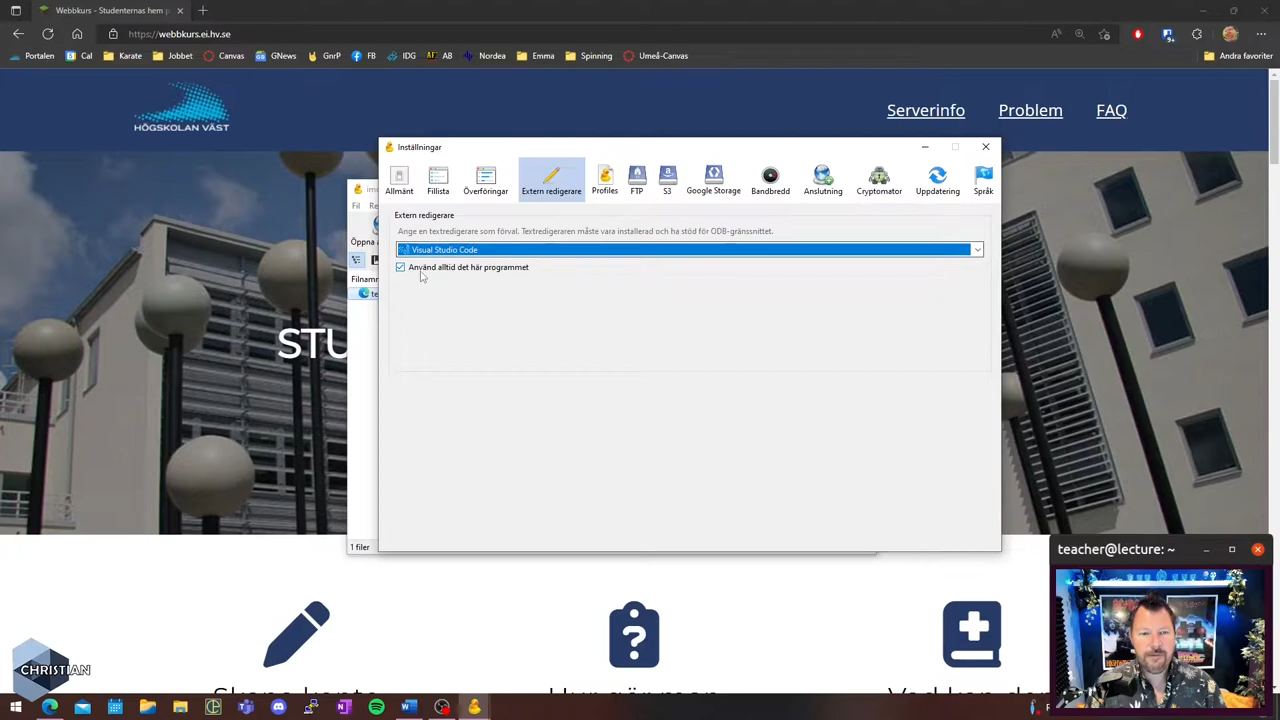 Webbkurs - Studenternas hem p
https://webbkurs.ei.hv.se
Portalen Cal Karate Jobbet Canvas GNews GnrP FB IDG AB Nordea Emma Spinning Umeå-Canvas Andra favoriter
HÖGSKOLAN VÄST
Serverinfo Problem FAQ
Inställningar
Allmänt Fillista Överföringar Extern redigerare Profiles FTP S3 Google Storage Bandbredd Anslutning Cryptomator Uppdatering Språk
Fil
Öppna
Extern redigerare
Ange en textredigerare som förval. Textredigeraren måste vara installerad och ha stöd för ODB-gränssnittet.
Visual Studio Code
Använd alltid det här programmet
Filnamn
te
STU
1 filer
teacher@lecture: ~
CHRISTIAN